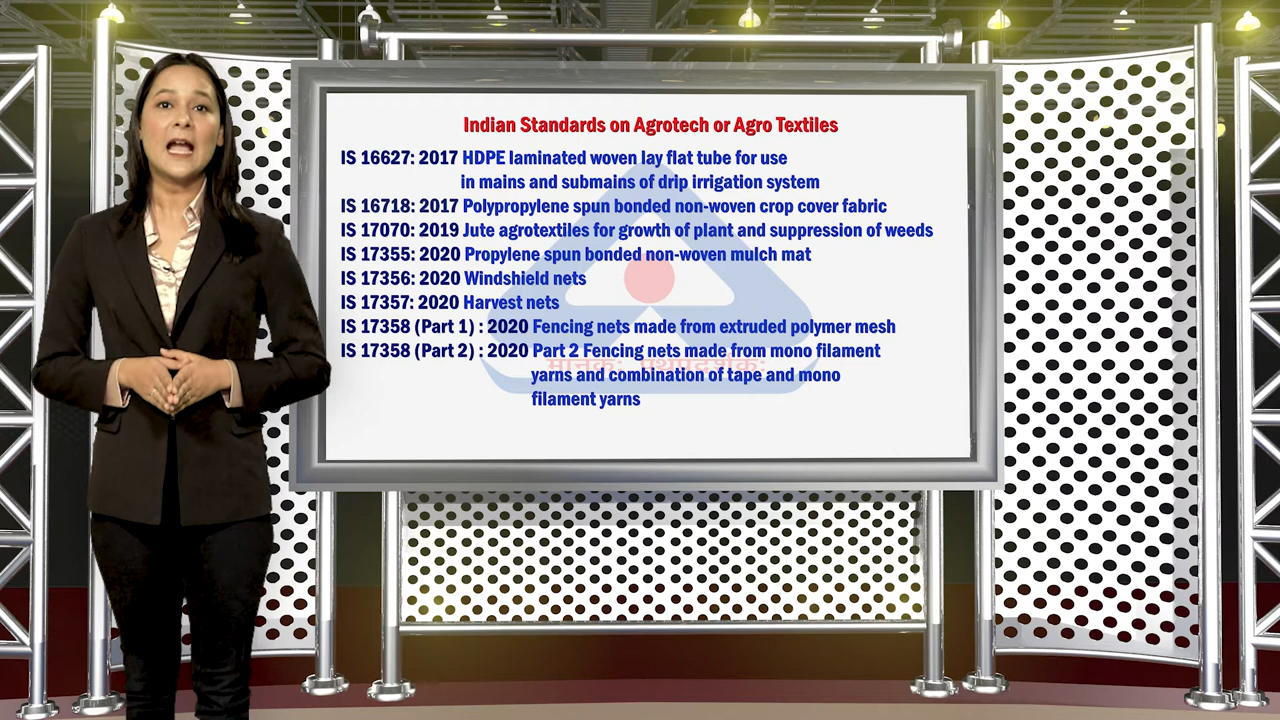 Indian Standards on Agrotech or Agro Textiles
IS 16627: 2017 HDPE laminated woven lay flat tube for use
in mains and submains of drip irrigation system
IS 16718: 2017 Polypropylene spun bonded non-woven crop cover fabric
IS 17070: 2019 Jute agrotextiles for growth of plant and suppression of weeds
IS 17355: 2020 Propylene spun bonded non-woven mulch mat
IS 17356: 2020 Windshield nets
IS 17357: 2020 Harvest nets
IS 17358 (Part 1) : 2020 Fencing nets made from extruded polymer mesh
IS 17358 (Part 2) : 2020 Part 2 Fencing nets made from mono filament
मानकः पथप्रदर्शकः
yarns and combination of tape and mono
filament yarns